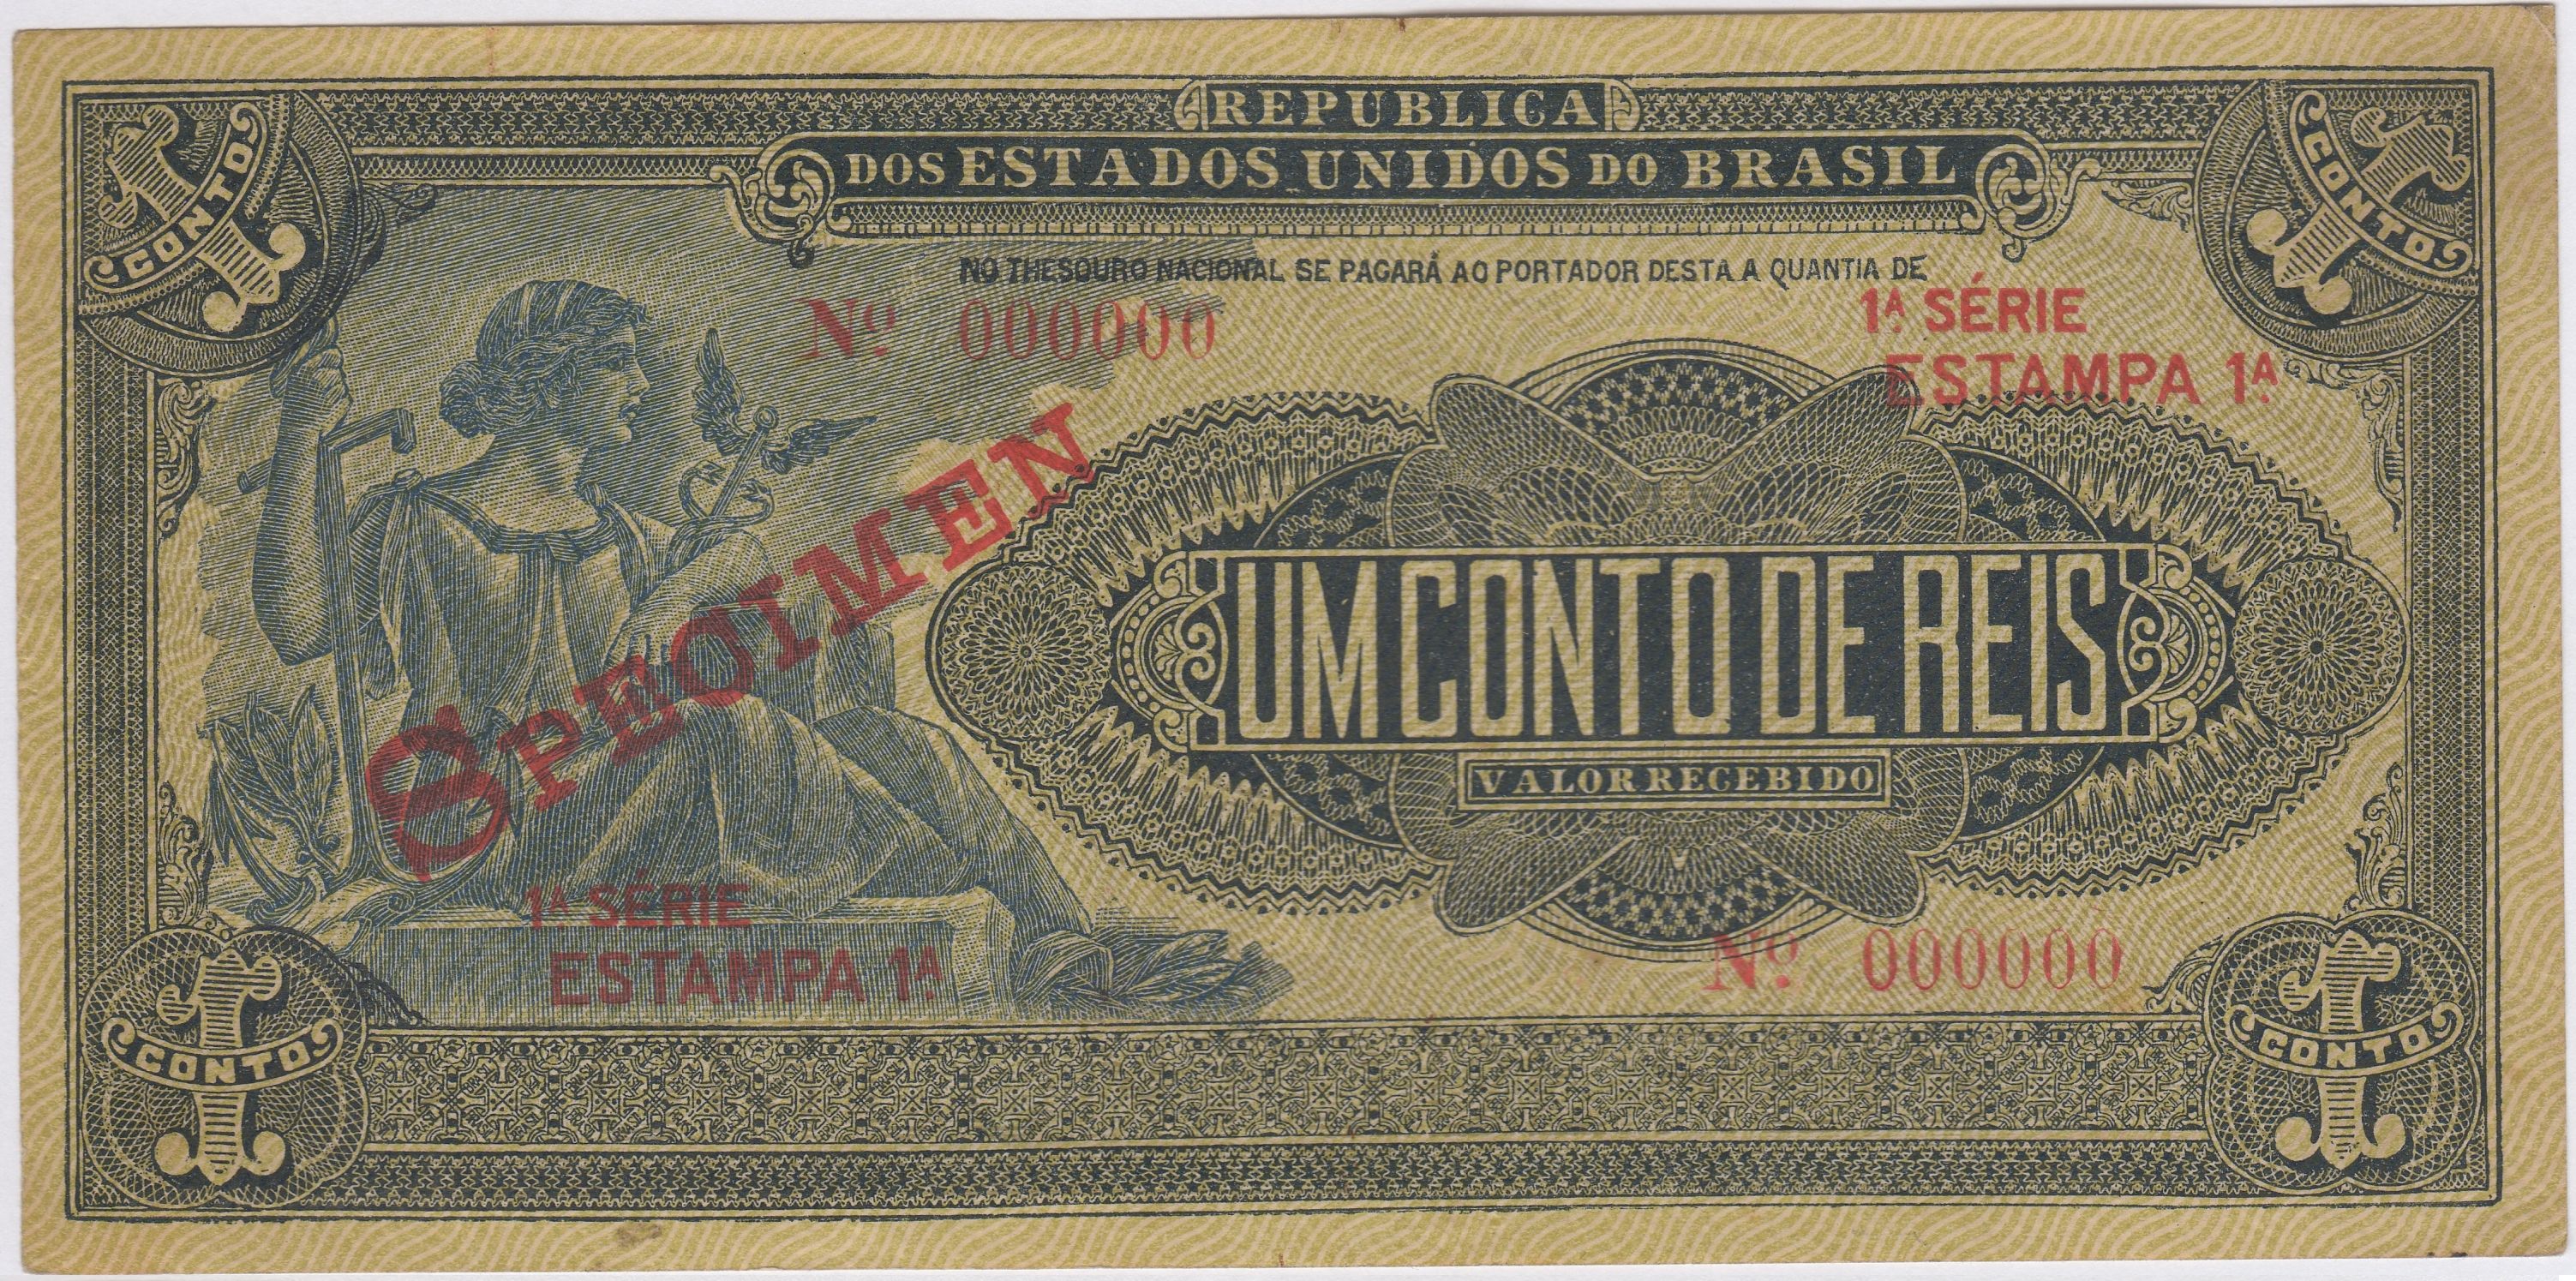 1
CONTO
REPUBLICA
DOS ESTADOS UNIDOS DO BRASIL
1
CONTO
NO THESOURO NACIONAL SE PAGARÁ AO PORTADOR DESTA A QUANTIA DE
Nº. 000000
1ª SÉRIE
ESTAMPA 1ª
SPECIMEN
UM CONTO DE REIS
VALOR RECEBIDO
1ª SÉRIE
ESTAMPA 1ª
Nº. 000000
1
CONTO
1
CONTO